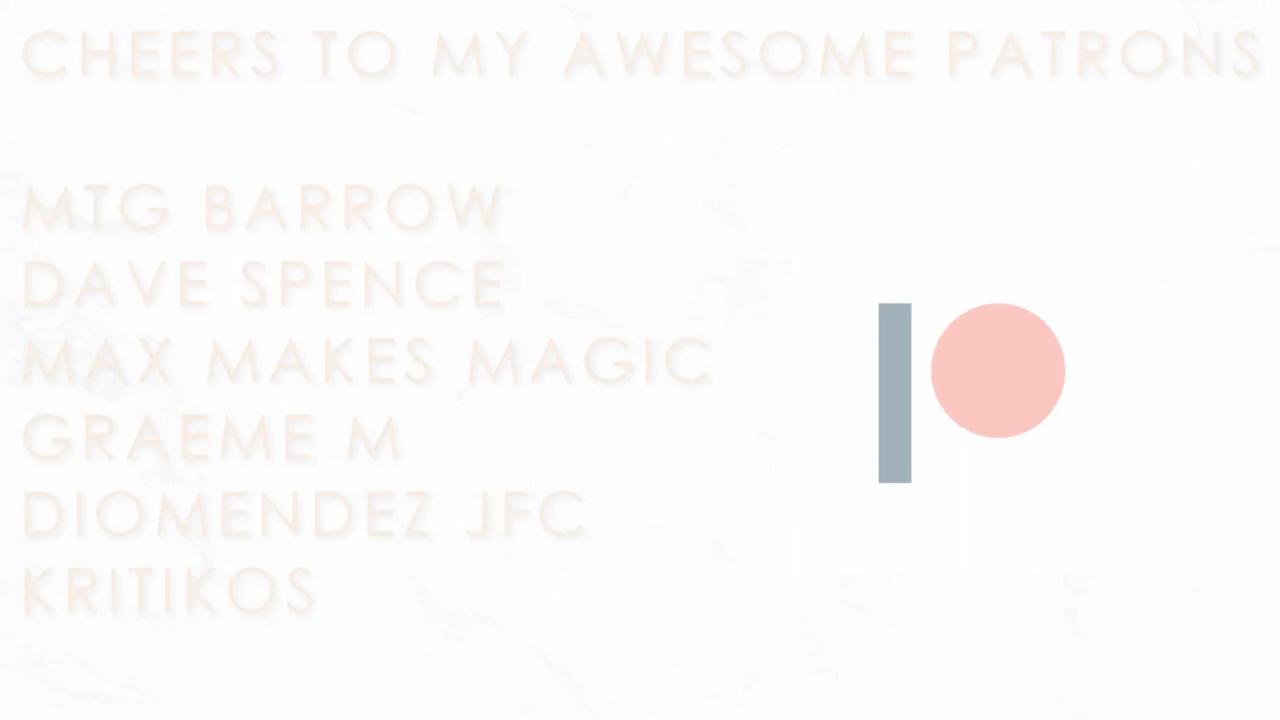 CHEERS TO MY AWESOME PATRONS
MTG BARROW
DAVE SPENCE
MAX MAKES MAGIC
GRAEME M
DIOMENDEZ JFC
KRITIKOS